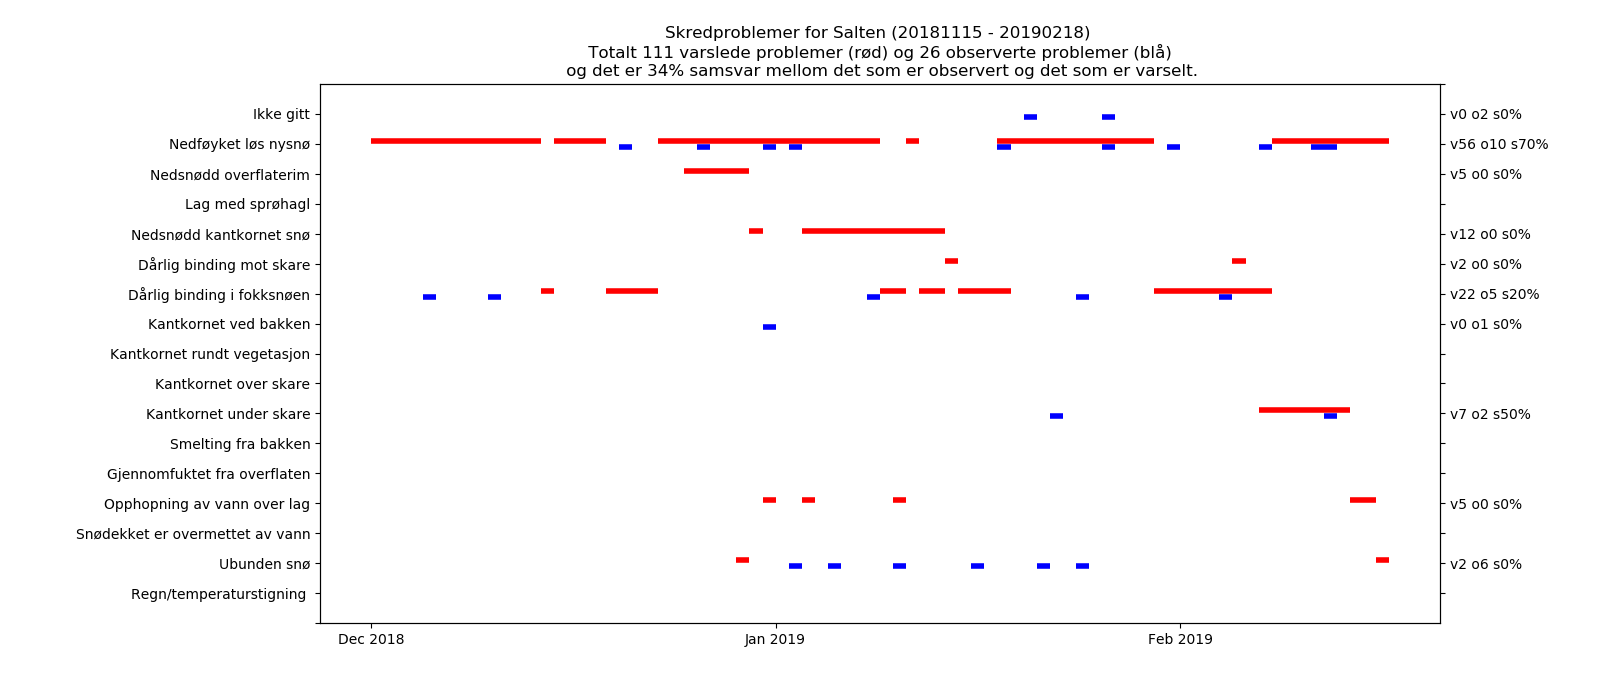 Skredproblemer for Salten (20181115 - 20190218)
Totalt 111 varslede problemer (rød) og 26 observerte problemer (blå)
og det er 34% samsvar mellom det som er observert og det som er varselt.
Ikke gitt v0 o2 s0%
Nedføyket løs nysnø v56 o10 s70%
Nedsnødd overflaterim v5 o0 s0%
Lag med sprøhagl
Nedsnødd kantkornet snø v12 o0 s0%
Dårlig binding mot skare v2 o0 s0%
Dårlig binding i fokksnøen v22 o5 s20%
Kantkornet ved bakken v0 o1 s0%
Kantkornet rundt vegetasjon
Kantkornet over skare
Kantkornet under skare v7 o2 s50%
Smelting fra bakken
Gjennomfuktet fra overflaten
Opphopning av vann over lag v5 o0 s0%
Snødekket er overmettet av vann
Ubunden snø v2 o6 s0%
Regn/temperaturstigning
Dec 2018 Jan 2019 Feb 2019